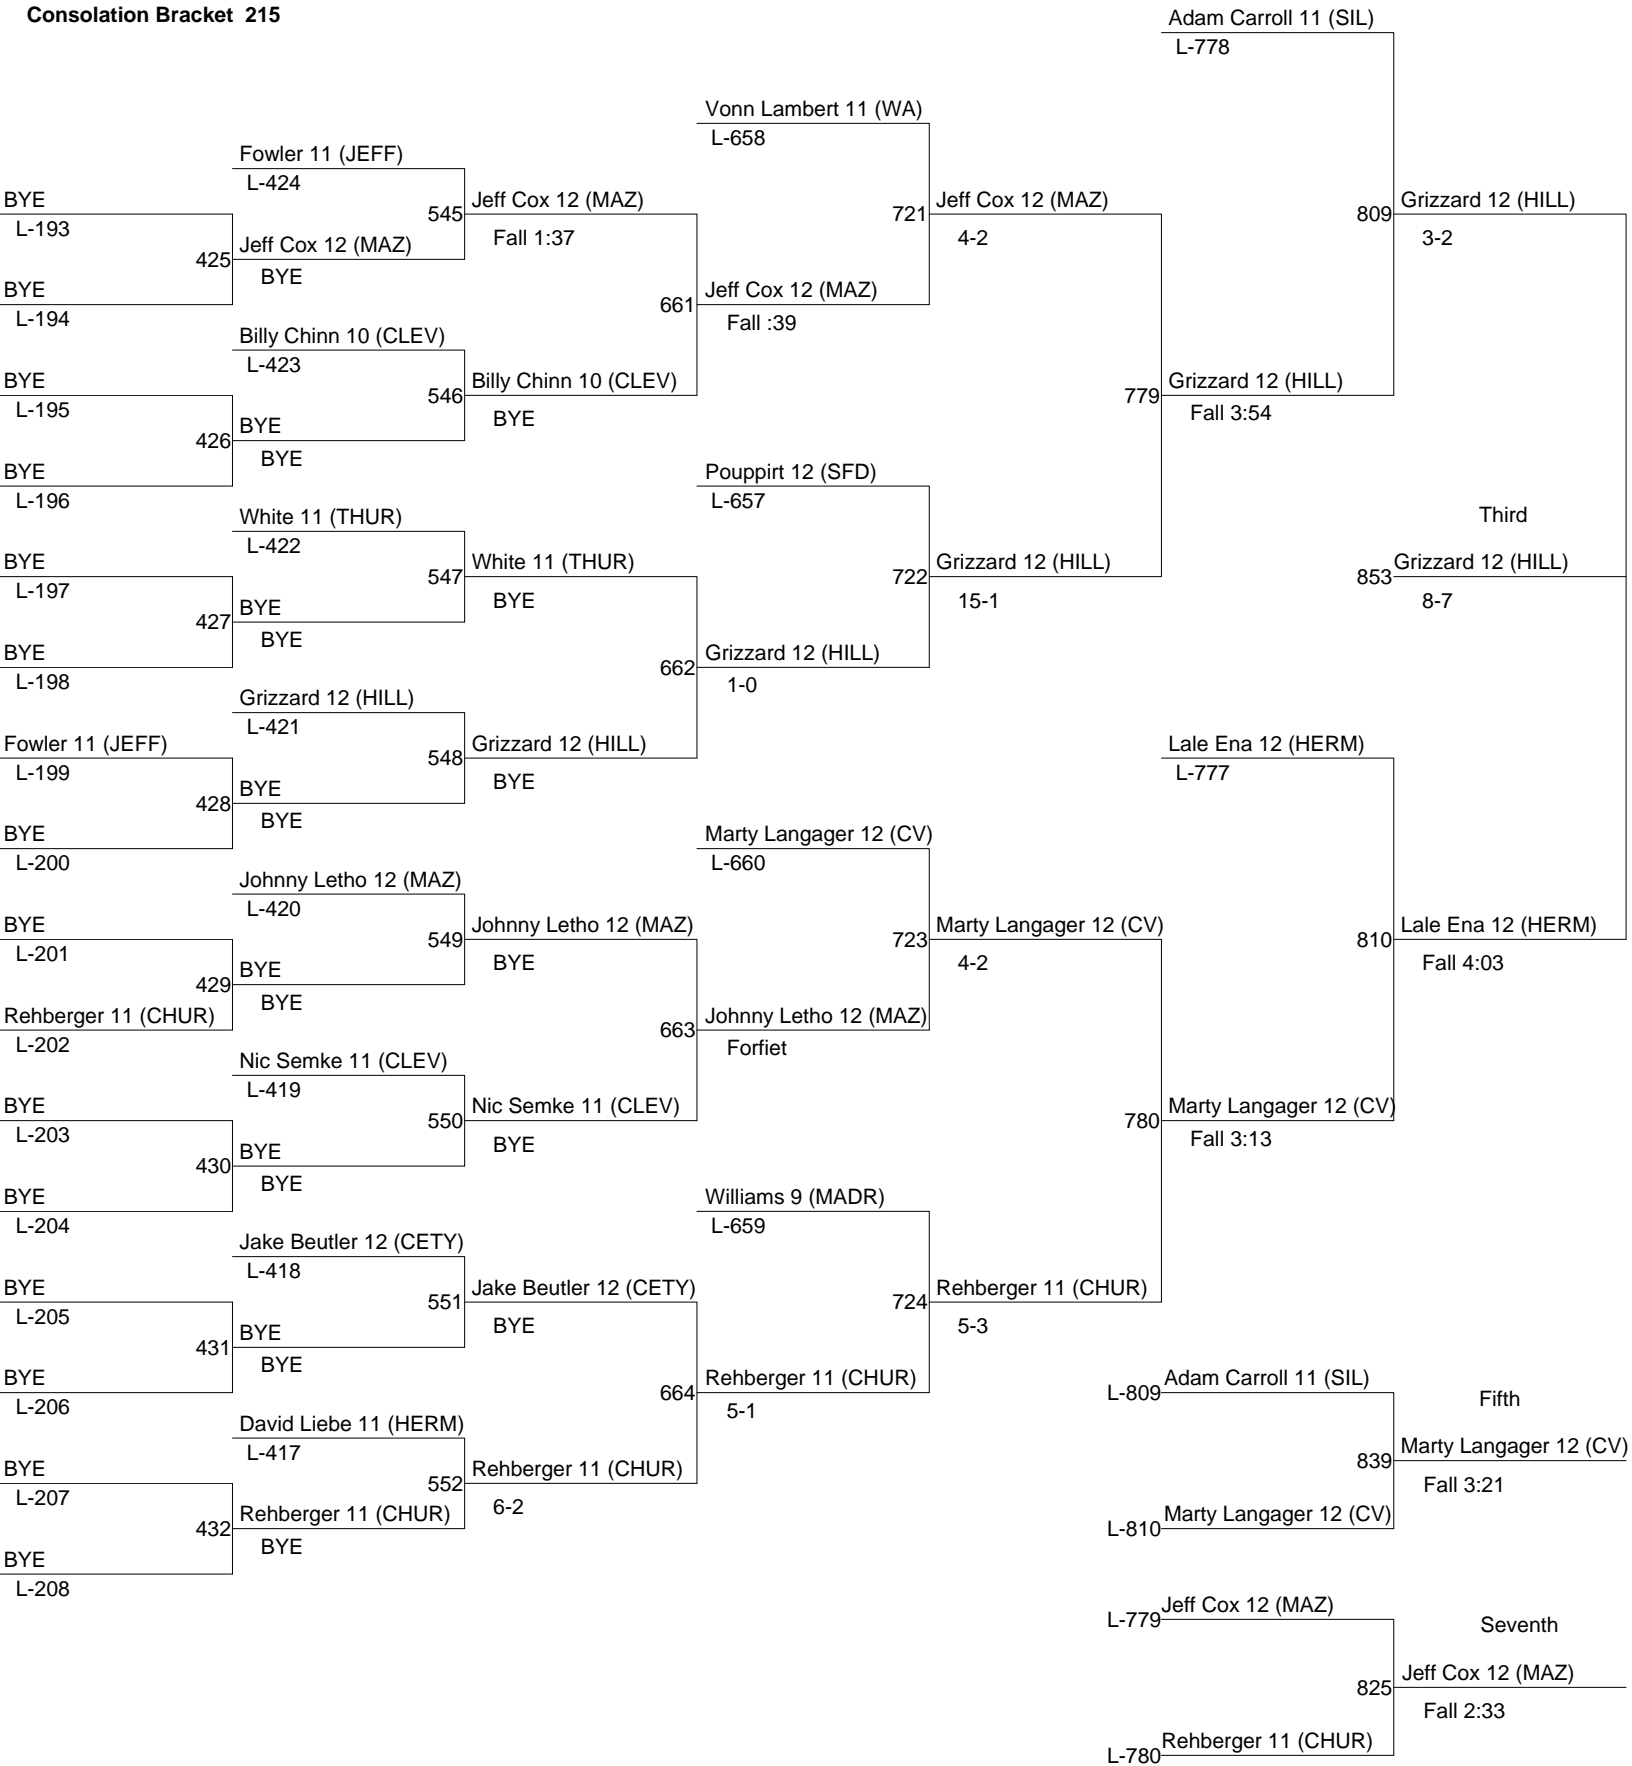 Consolation Bracket 215
BYE
L-193
425
BYE
L-194
BYE
L-195
426
BYE
L-196
BYE
L-197
427
BYE
L-198
Fowler 11 (JEFF)
L-199
428
BYE
L-200
BYE
L-201
429
Rehberger 11 (CHUR)
L-202
BYE
L-203
430
BYE
L-204
BYE
L-205
431
BYE
L-206
BYE
L-207
432
BYE
L-208
Fowler 11 (JEFF)
L-424
545
Jeff Cox 12 (MAZ)
BYE
Billy Chinn 10 (CLEV)
L-423
546
BYE
BYE
White 11 (THUR)
L-422
547
BYE
BYE
Grizzard 12 (HILL)
L-421
548
BYE
BYE
Johnny Letho 12 (MAZ)
L-420
549
BYE
BYE
Nic Semke 11 (CLEV)
L-419
550
BYE
BYE
Jake Beutler 12 (CETY)
L-418
551
BYE
BYE
David Liebe 11 (HERM)
L-417
552
Rehberger 11 (CHUR)
BYE
Jeff Cox 12 (MAZ)
Fall 1:37
661
Billy Chinn 10 (CLEV)
BYE
White 11 (THUR)
BYE
662
Grizzard 12 (HILL)
BYE
Johnny Letho 12 (MAZ)
BYE
663
Nic Semke 11 (CLEV)
BYE
Jake Beutler 12 (CETY)
BYE
664
Rehberger 11 (CHUR)
6-2
Vonn Lambert 11 (WA)
L-658
721
Jeff Cox 12 (MAZ)
Fall :39
Pouppirt 12 (SFD)
L-657
722
Grizzard 12 (HILL)
1-0
Marty Langager 12 (CV)
L-660
723
Johnny Letho 12 (MAZ)
Forfiet
Williams 9 (MADR)
L-659
724
Rehberger 11 (CHUR)
5-1
Jeff Cox 12 (MAZ)
4-2
779
Grizzard 12 (HILL)
15-1
Marty Langager 12 (CV)
4-2
780
Rehberger 11 (CHUR)
5-3
Adam Carroll 11 (SIL)
L-778
809
Grizzard 12 (HILL)
Fall 3:54
Lale Ena 12 (HERM)
L-777
810
Marty Langager 12 (CV)
Fall 3:13
Grizzard 12 (HILL)
3-2
Third
853
Grizzard 12 (HILL)
8-7
Lale Ena 12 (HERM)
Fall 4:03
L-809
Adam Carroll 11 (SIL)
Fifth
839
Marty Langager 12 (CV)
Fall 3:21
L-810
Marty Langager 12 (CV)
L-779
Jeff Cox 12 (MAZ)
Seventh
825
Jeff Cox 12 (MAZ)
Fall 2:33
L-780
Rehberger 11 (CHUR)